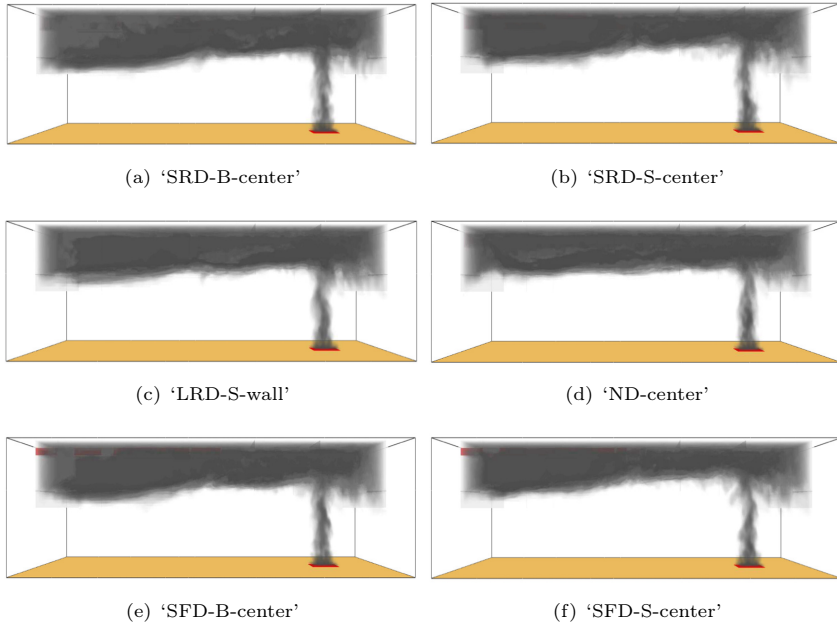 (a) ‘SRD-B-center’
(b) ‘SRD-S-center’
(c) ‘LRD-S-wall’
(d) ‘ND-center’
(e) ‘SFD-B-center’
(f) ‘SFD-S-center’